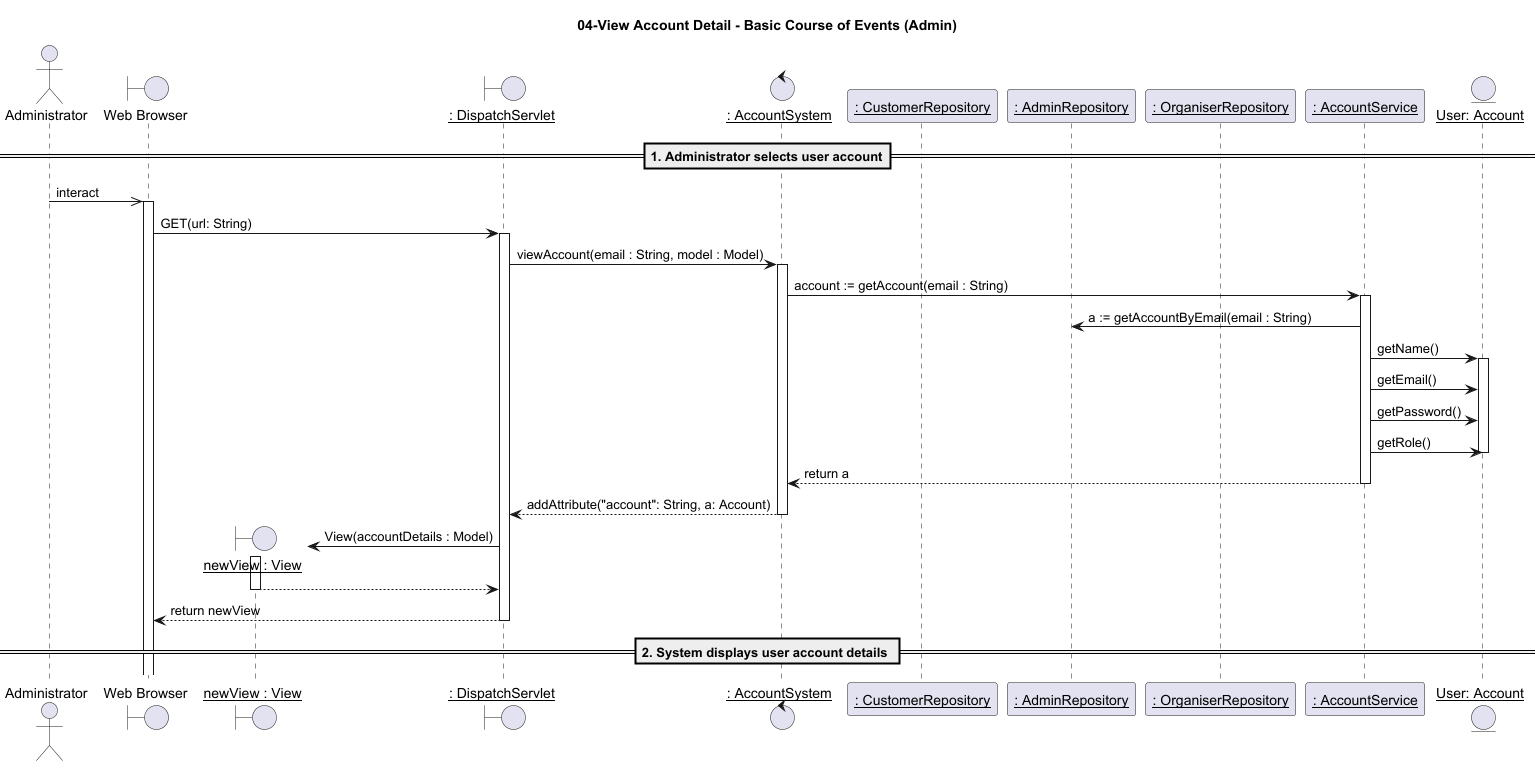 04-View Account Detail - Basic Course of Events (Admin)
Administrator
Web Browser
: DispatchServlet
: AccountSystem
: CustomerRepository
: AdminRepository
: OrganiserRepository
: AccountService
User: Account
1. Administrator selects user account
interact
GET(url: String)
viewAccount(email : String, model : Model)
account := getAccount(email : String)
a := getAccountByEmail(email : String)
getName()
getEmail()
getPassword()
getRole()
return a
addAttribute("account": String, a: Account)
View(accountDetails : Model)
newView : View
return newView
2. System displays user account details
Administrator
Web Browser
newView : View
: DispatchServlet
: AccountSystem
: CustomerRepository
: AdminRepository
: OrganiserRepository
: AccountService
User: Account